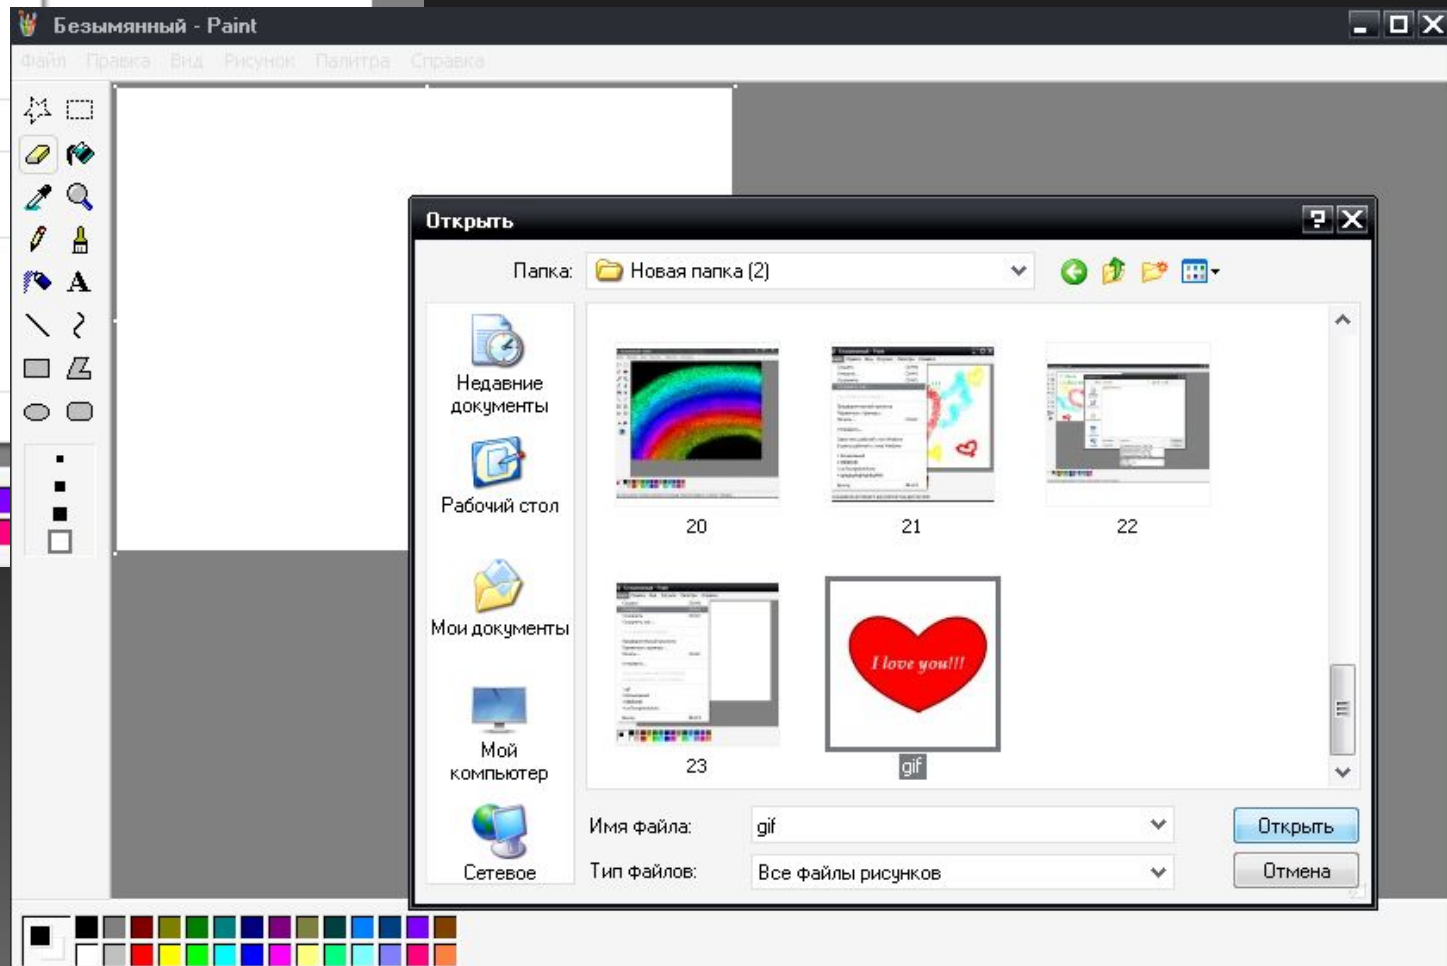 Безымянный - Paint
Файл Правка Вид Рисунок Палитра Справка
Открыть
Папка: Новая папка (2)
Недавние
документы
Рабочий стол
Мои документы
Мой
компьютер
Сетевое
20 21 22
I love you!!!
23 gif
Имя файла: gif Открыть
Тип файлов: Все файлы рисунков Отмена